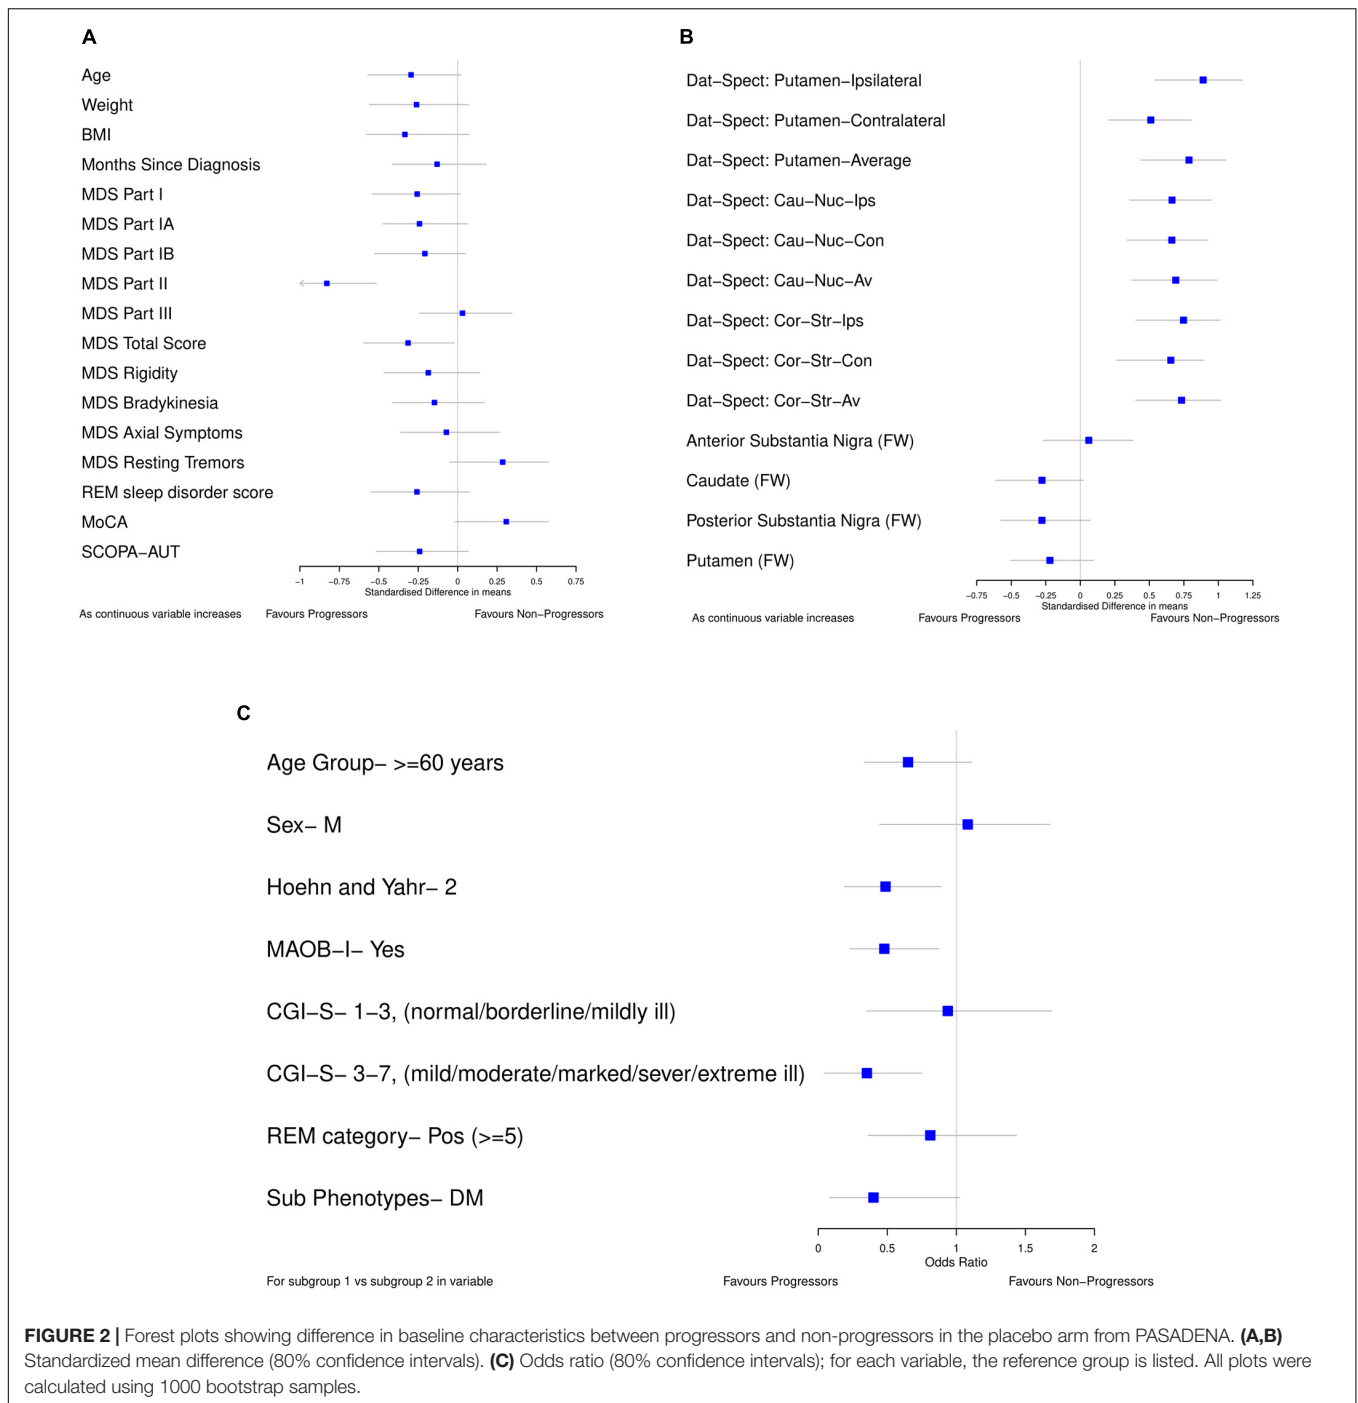 A
Age
Weight
BMI
Months Since Diagnosis
MDS Part I
MDS Part IA
MDS Part IB
MDS Part II
MDS Part III
MDS Total Score
MDS Rigidity
MDS Bradykinesia
MDS Axial Symptoms
MDS Resting Tremors
REM sleep disorder score
MoCA
SCOPA−AUT
−1 −0.75 −0.5 −0.25 0 0.25 0.5 0.75
Standardised Difference in means
As continuous variable increases Favours Progressors Favours Non−Progressors
B
Dat−Spect: Putamen−Ipsilateral
Dat−Spect: Putamen−Contralateral
Dat−Spect: Putamen−Average
Dat−Spect: Cau−Nuc−Ips
Dat−Spect: Cau−Nuc−Con
Dat−Spect: Cau−Nuc−Av
Dat−Spect: Cor−Str−Ips
Dat−Spect: Cor−Str−Con
Dat−Spect: Cor−Str−Av
Anterior Substantia Nigra (FW)
Caudate (FW)
Posterior Substantia Nigra (FW)
Putamen (FW)
−0.75 −0.5 −0.25 0 0.25 0.5 0.75 1 1.25
Standardised Difference in means
As continuous variable increases Favours Progressors Favours Non−Progressors
C
Age Group− >=60 years
Sex− M
Hoehn and Yahr− 2
MAOB−I− Yes
CGI−S− 1−3, (normal/borderline/mildly ill)
CGI−S− 3−7, (mild/moderate/marked/sever/extreme ill)
REM category− Pos (>=5)
Sub Phenotypes− DM
0 0.5 1 1.5 2
Odds Ratio
For subgroup 1 vs subgroup 2 in variable Favours Progressors Favours Non−Progressors
FIGURE 2 | Forest plots showing difference in baseline characteristics between progressors and non-progressors in the placebo arm from PASADENA. (A,B)
Standardized mean difference (80% confidence intervals). (C) Odds ratio (80% confidence intervals); for each variable, the reference group is listed. All plots were
calculated using 1000 bootstrap samples.